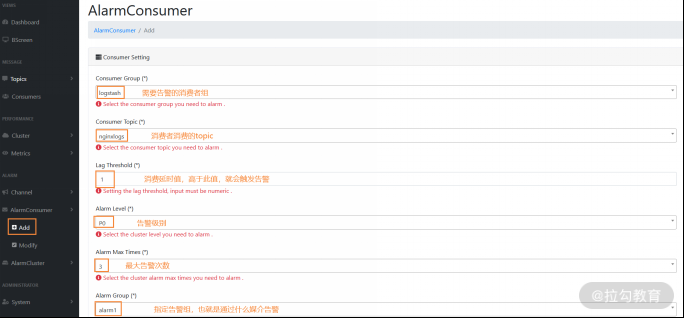 VIEWS
Dashboard
BScreen
MESSAGE
Topics
Consumers
PERFORMANCE
Cluster
Metrics
ALARM
Channel
AlarmConsumer
Add
Modify
AlarmCluster
ADMINISTRATOR
System
AlarmConsumer
AlarmConsumer / Add
Consumer Setting
Consumer Group (*)
logstash 需要告警的消费者组
Select the consumer group you need to alarm .
Consumer Topic (*)
nginxlogs 消费者消费的topic
Select the consumer topic you need to alarm .
Lag Threshold (*)
1 消费延时值，高于此值，就会触发告警
Setting the lag threshold, input must be numeric .
Alarm Level (*)
P0 告警级别
Select the cluster level you need to alarm .
Alarm Max Times (*)
3 最大告警次数
Select the cluster alarm max times you need to alarm .
Alarm Group (*)
alarm1 指定告警组，也就是通过什么媒介告警
@拉勾教育